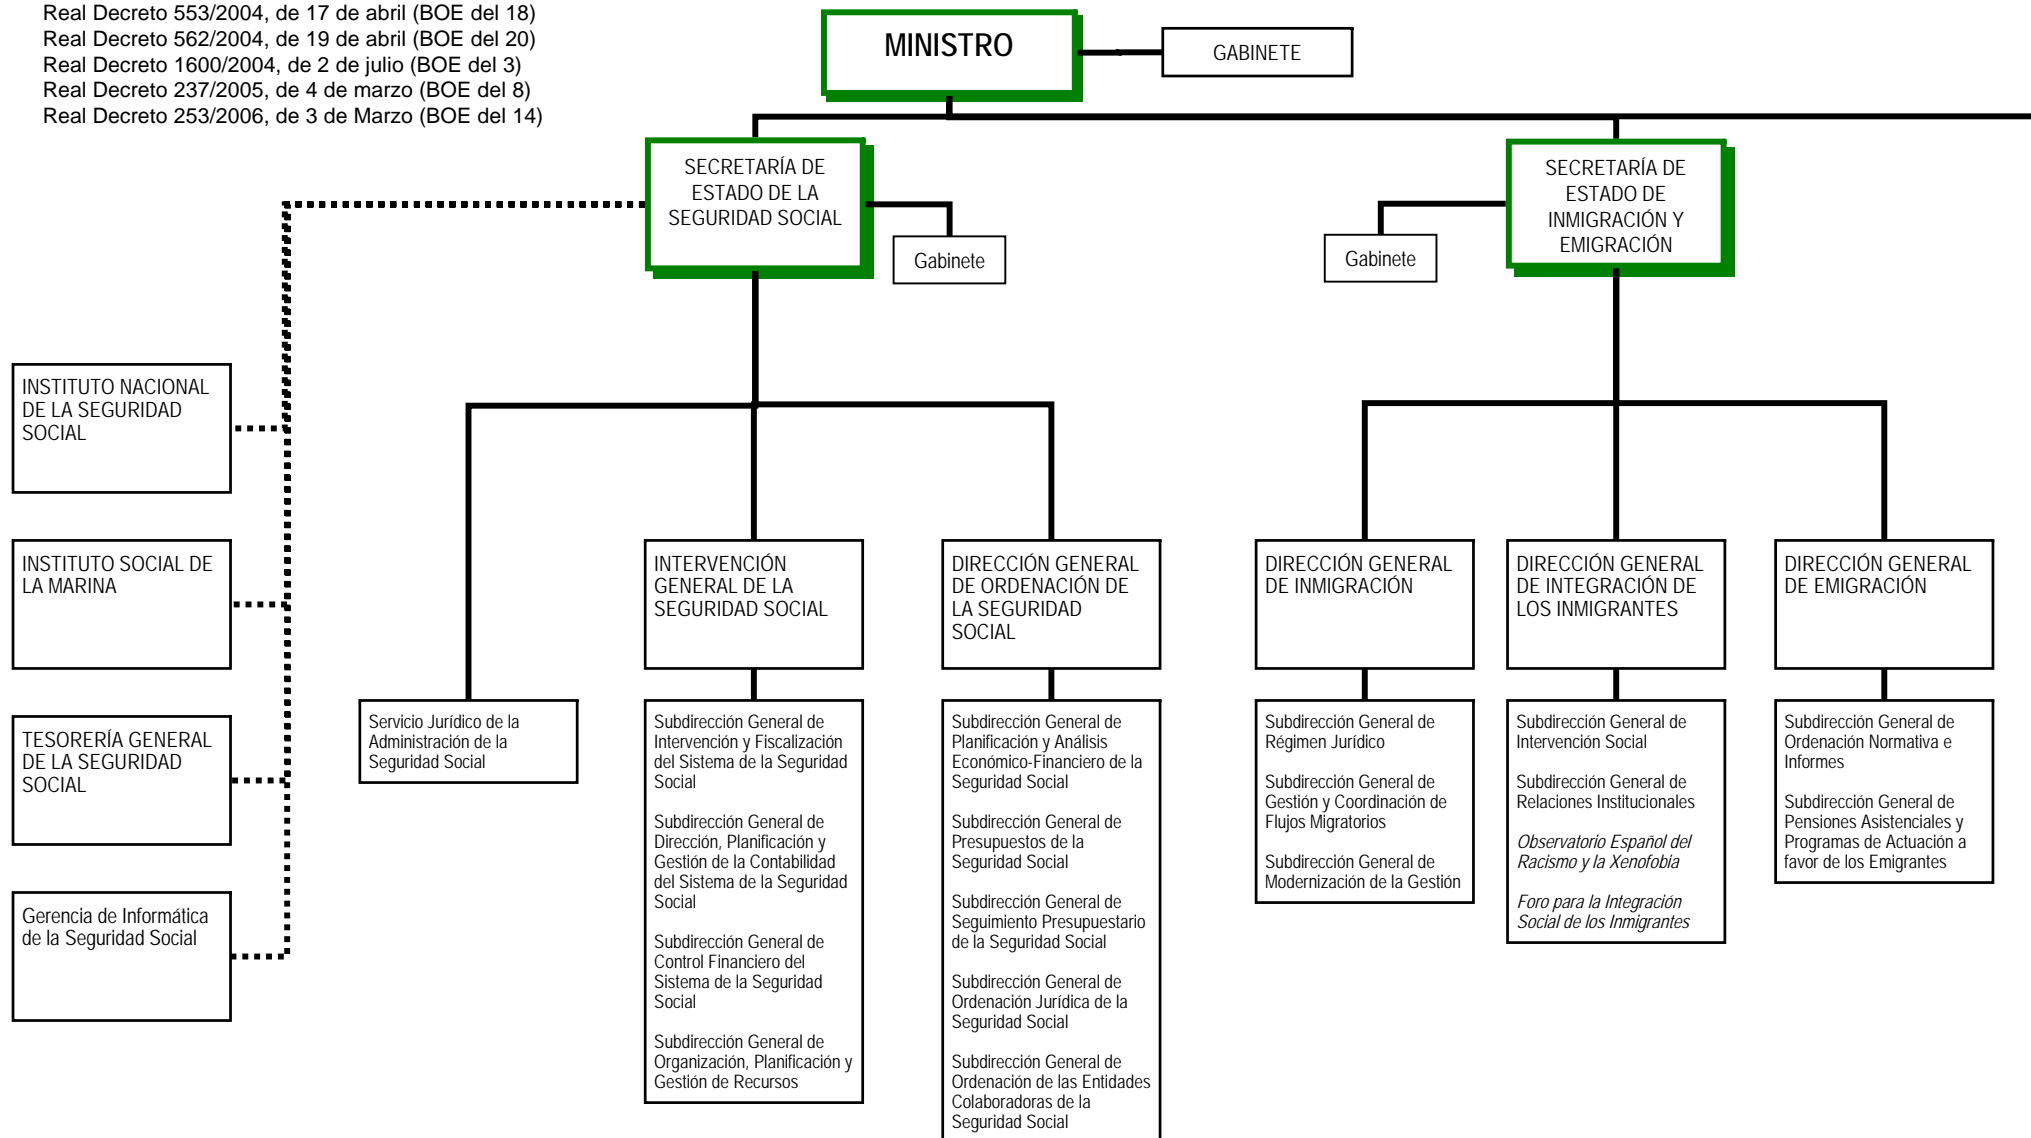 Real Decreto 553/2004, de 17 de abril (BOE del 18)
Real Decreto 562/2004, de 19 de abril (BOE del 20)
Real Decreto 1600/2004, de 2 de julio (BOE del 3)
Real Decreto 237/2005, de 4 de marzo (BOE del 8)
Real Decreto 253/2006, de 3 de Marzo (BOE del 14)
MINISTRO
GABINETE
SECRETARÍA DE
ESTADO DE LA
SEGURIDAD SOCIAL
Gabinete
SECRETARÍA DE
ESTADO DE
INMIGRACIÓN Y
EMIGRACIÓN
Gabinete
INSTITUTO NACIONAL
DE LA SEGURIDAD
SOCIAL
INSTITUTO SOCIAL DE
LA MARINA
TESORERÍA GENERAL
DE LA SEGURIDAD
SOCIAL
Gerencia de Informática
de la Seguridad Social
Servicio Jurídico de la
Administración de la
Seguridad Social
INTERVENCIÓN
GENERAL DE LA
SEGURIDAD SOCIAL
Subdirección General de
Intervención y Fiscalización
del Sistema de la Seguridad
Social
Subdirección General de
Dirección, Planificación y
Gestión de la Contabilidad
del Sistema de la Seguridad
Social
Subdirección General de
Control Financiero del
Sistema de la Seguridad
Social
Subdirección General de
Organización, Planificación y
Gestión de Recursos
DIRECCIÓN GENERAL
DE ORDENACIÓN DE
LA SEGURIDAD
SOCIAL
Subdirección General de
Planificación y Análisis
Económico-Financiero de la
Seguridad Social
Subdirección General de
Presupuestos de la
Seguridad Social
Subdirección General de
Seguimiento Presupuestario
de la Seguridad Social
Subdirección General de
Ordenación Jurídica de la
Seguridad Social
Subdirección General de
Ordenación de las Entidades
Colaboradoras de la
Seguridad Social
DIRECCIÓN GENERAL
DE INMIGRACIÓN
Subdirección General de
Régimen Jurídico
Subdirección General de
Gestión y Coordinación de
Flujos Migratorios
Subdirección General de
Modernización de la Gestión
DIRECCIÓN GENERAL
DE INTEGRACIÓN DE
LOS INMIGRANTES
Subdirección General de
Intervención Social
Subdirección General de
Relaciones Institucionales
Observatorio Español del
Racismo y la Xenofobia
Foro para la Integración
Social de los Inmigrantes
DIRECCIÓN GENERAL
DE EMIGRACIÓN
Subdirección General de
Ordenación Normativa e
Informes
Subdirección General de
Pensiones Asistenciales y
Programas de Actuación a
favor de los Emigrantes